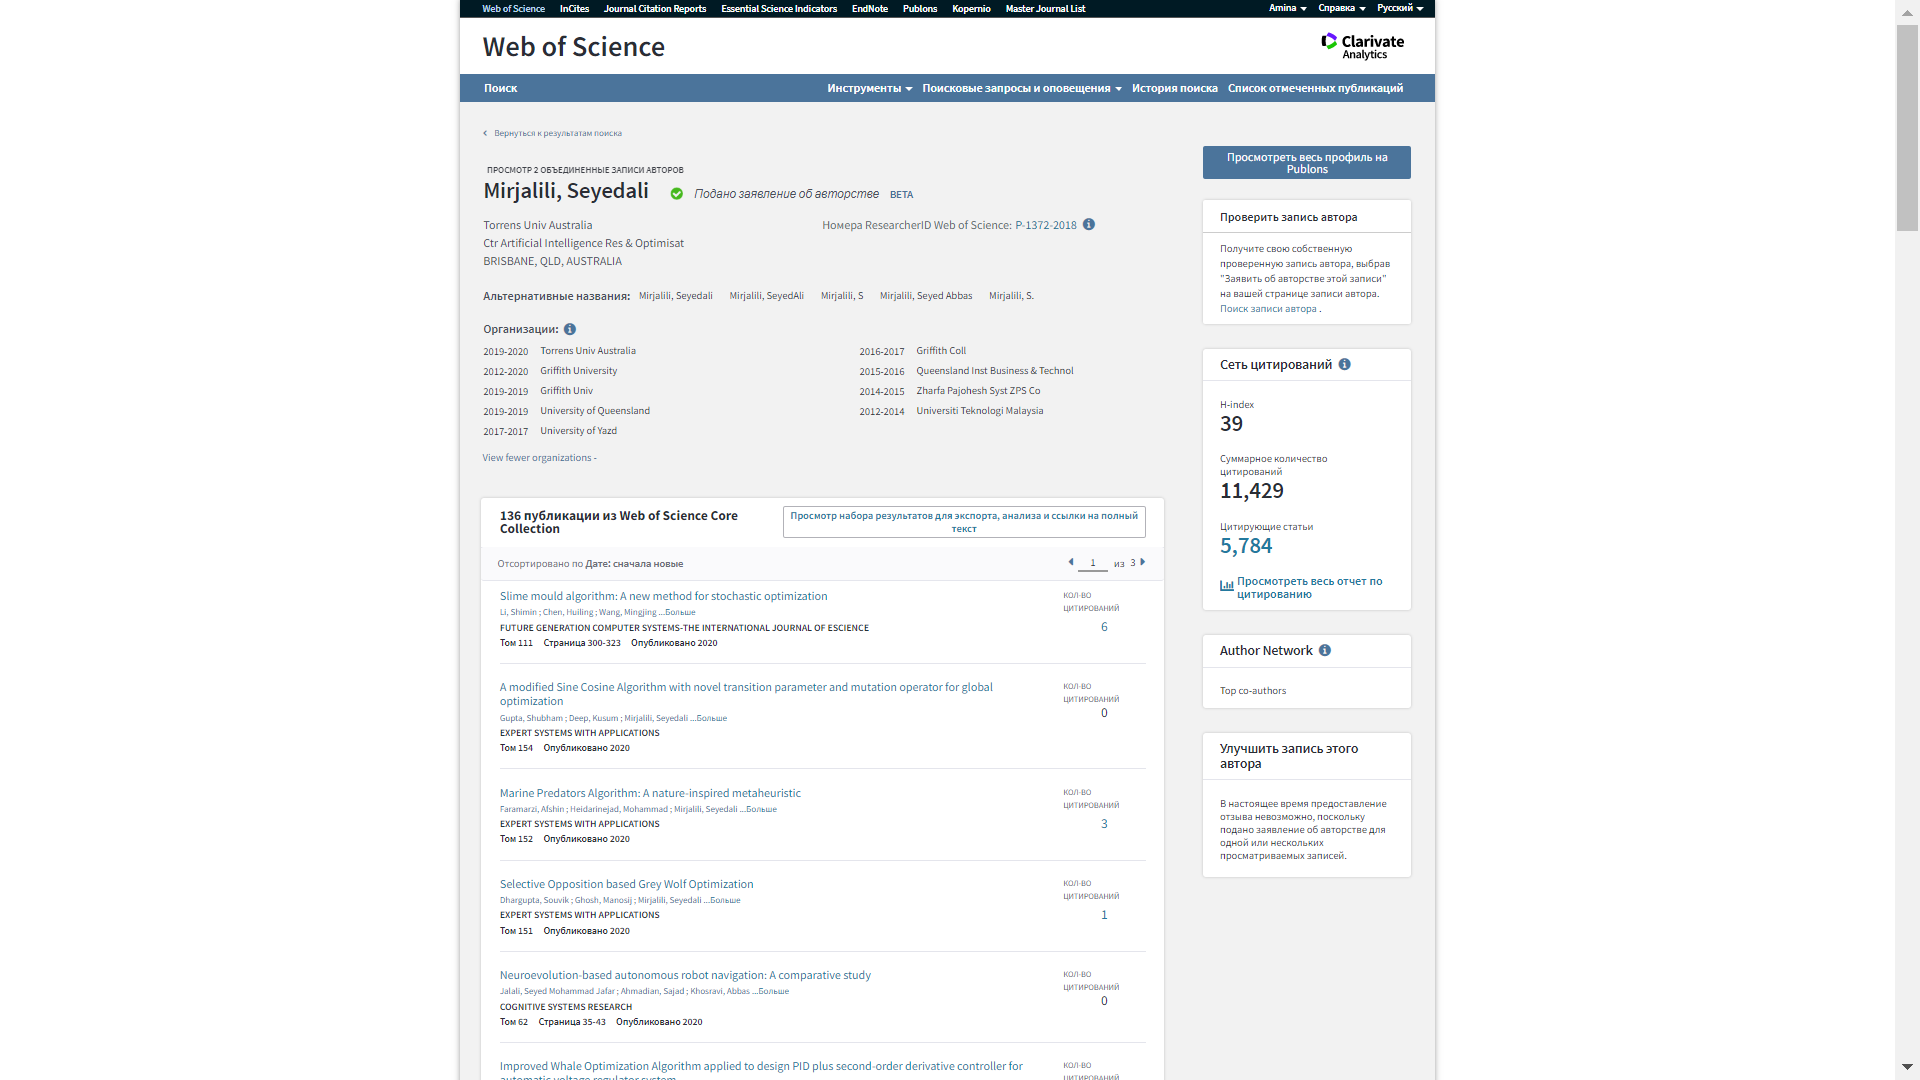 Web of Science InCites Journal Citation Reports Essential Science Indicators EndNote Publons Kopernio Master Journal List Amina Справка Русский
Web of Science
Clarivate
Analytics
Поиск Инструменты Поисковые запросы и оповещения История поиска Список отмеченных публикаций
Вернуться к результатам поиска
ПРОСМОТР 2 ОБЪЕДИНЕННЫЕ ЗАПИСИ АВТОРОВ
Mirjalili, Seyedali Подано заявление об авторстве BETA
Torrens Univ Australia
Ctr Artificial Intelligence Res & Optimisat
BRISBANE, QLD, AUSTRALIA
Номера ResearcherID Web of Science: P-1372-2018
Альтернативные названия: Mirjalili, Seyedali Mirjalili, SeyedAli Mirjalili, S Mirjalili, Seyed Abbas Mirjalili, S.
Организации:
2019-2020 Torrens Univ Australia
2012-2020 Griffith University
2019-2019 Griffith Univ
2019-2019 University of Queensland
2017-2017 University of Yazd
2016-2017 Griffith Coll
2015-2016 Queensland Inst Business & Technol
2014-2015 Zharfa Pajohesh Syst ZPS Co
2012-2014 Universiti Teknologi Malaysia
View fewer organizations -
136 публикации из Web of Science Core
Collection
Просмотр набора результатов для экспорта, анализа и ссылки на полный
текст
Отсортировано по Дате: сначала новые
1 из 3
Slime mould algorithm: A new method for stochastic optimization
Li, Shimin ; Chen, Huiling ; Wang, Mingjing ...Больше
FUTURE GENERATION COMPUTER SYSTEMS-THE INTERNATIONAL JOURNAL OF ESCIENCE
Том 111 Страница 300-323 Опубликовано 2020
КОЛ-ВО
ЦИТИРОВАНИЙ
6
A modified Sine Cosine Algorithm with novel transition parameter and mutation operator for global
optimization
Gupta, Shubham ; Deep, Kusum ; Mirjalili, Seyedali ...Больше
EXPERT SYSTEMS WITH APPLICATIONS
Том 154 Опубликовано 2020
КОЛ-ВО
ЦИТИРОВАНИЙ
0
Marine Predators Algorithm: A nature-inspired metaheuristic
Faramarzi, Afshin ; Heidarinejad, Mohammad ; Mirjalili, Seyedali ...Больше
EXPERT SYSTEMS WITH APPLICATIONS
Том 152 Опубликовано 2020
КОЛ-ВО
ЦИТИРОВАНИЙ
3
Selective Opposition based Grey Wolf Optimization
Dhargupta, Souvik ; Ghosh, Manosij ; Mirjalili, Seyedali ...Больше
EXPERT SYSTEMS WITH APPLICATIONS
Том 151 Опубликовано 2020
КОЛ-ВО
ЦИТИРОВАНИЙ
1
Neuroevolution-based autonomous robot navigation: A comparative study
Jalali, Seyed Mohammad Jafar ; Ahmadian, Sajad ; Khosravi, Abbas ...Больше
COGNITIVE SYSTEMS RESEARCH
Том 62 Страница 35-43 Опубликовано 2020
КОЛ-ВО
ЦИТИРОВАНИЙ
0
Improved Whale Optimization Algorithm applied to design PID plus second-order derivative controller for
automatic voltage regulator system
КОЛ-ВО
ЦИТИРОВАНИЙ
Просмотреть весь профиль на
Publons
Проверить запись автора
Получите свою собственную
проверенную запись автора, выбрав
"Заявить об авторстве этой записи"
на вашей странице записи автора.
Поиск записи автора .
Сеть цитирований
H-index
39
Суммарное количество
цитирований
11,429
Цитирующие статьи
5,784
Просмотреть весь отчет по
цитированию
Author Network
Top co-authors
Улучшить запись этого
автора
В настоящее время предоставление
отзыва невозможно, поскольку
подано заявление об авторстве для
одной или нескольких
просматриваемых записей.